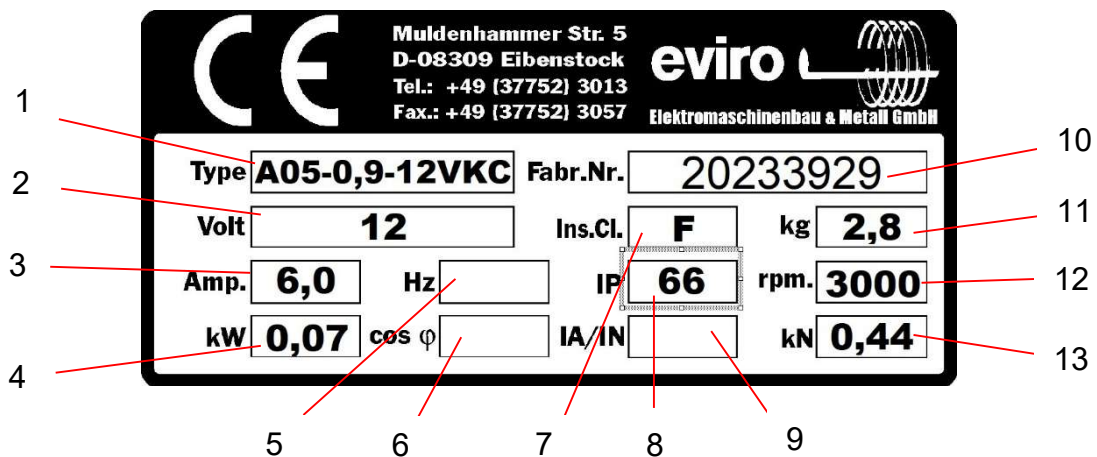 CE
Muldenhammer Str. 5
D-08309 Eibenstock
Tel.: +49 (37752) 3013
Fax.: +49 (37752) 3057
eviro
Elektromaschinenbau & Metall GmbH
1
2
3
4
Type A05-0,9-12VKC Fabr.Nr. 20233929
Volt 12 Ins.Cl. F kg 2,8
Amp. 6,0 Hz IP 66 rpm. 3000
kW 0,07 cos φ IA/IN kN 0,44
10
11
12
13
5 6 7 8 9